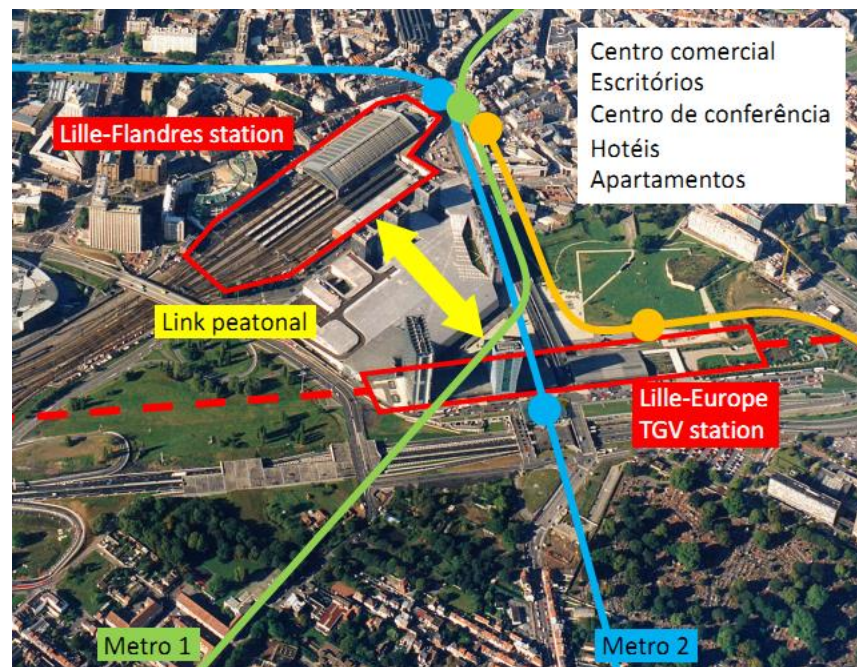 Centro comercial
Escritórios
Centro de conferência
Hotéis
Apartamentos
Lille-Flandres station
Link peatonal
Lille-Europe
TGV station
Metro 1
Metro 2